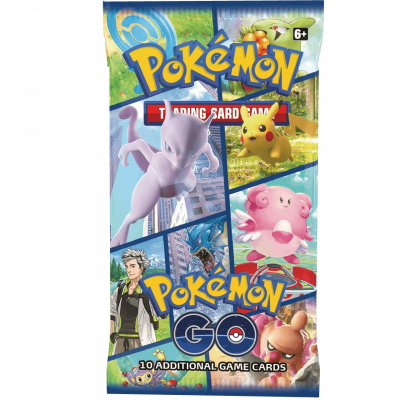 6+
POKéMON
TRADING CARD GAME
POKéMON
GO
10 ADDITIONAL GAME CARDS